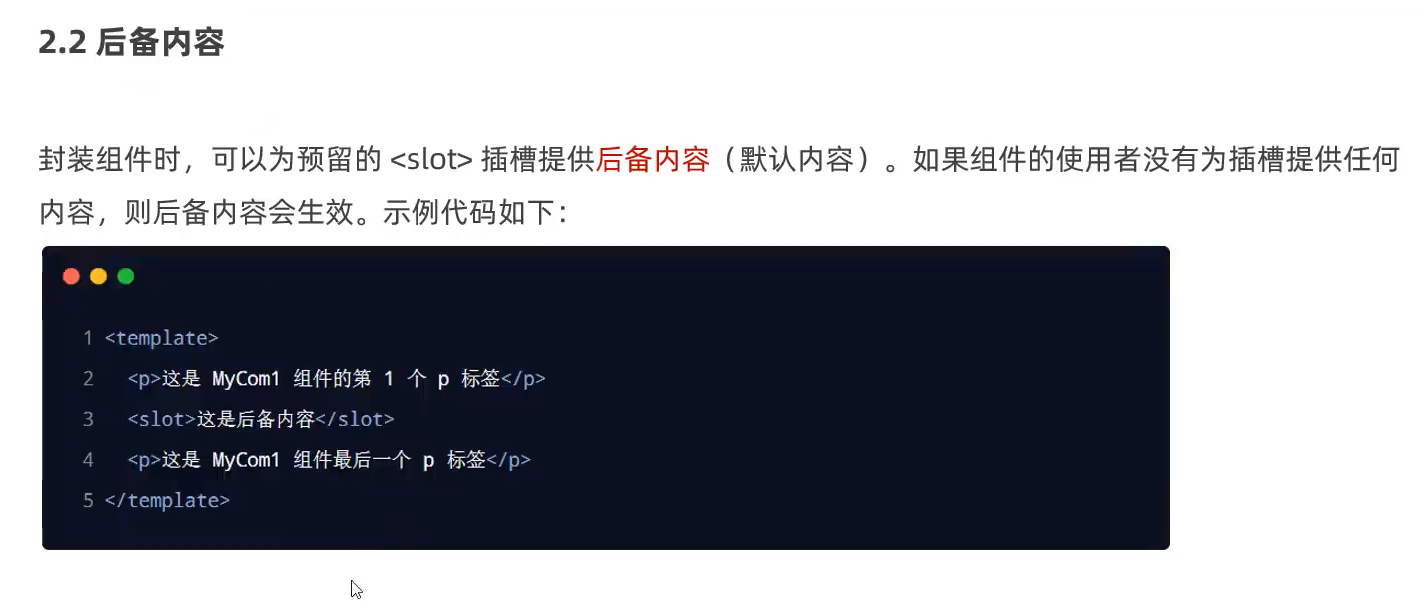 2.2 后备内容
封装组件时，可以为预留的 <slot> 插槽提供后备内容（默认内容）。如果组件的使用者没有为插槽提供任何
内容，则后备内容会生效。示例代码如下：
1 <template>
2   <p>这是 MyCom1 组件的第 1 个 p 标签</p>
3   <slot>这是后备内容</slot>
4   <p>这是 MyCom1 组件最后一个 p 标签</p>
5 </template>